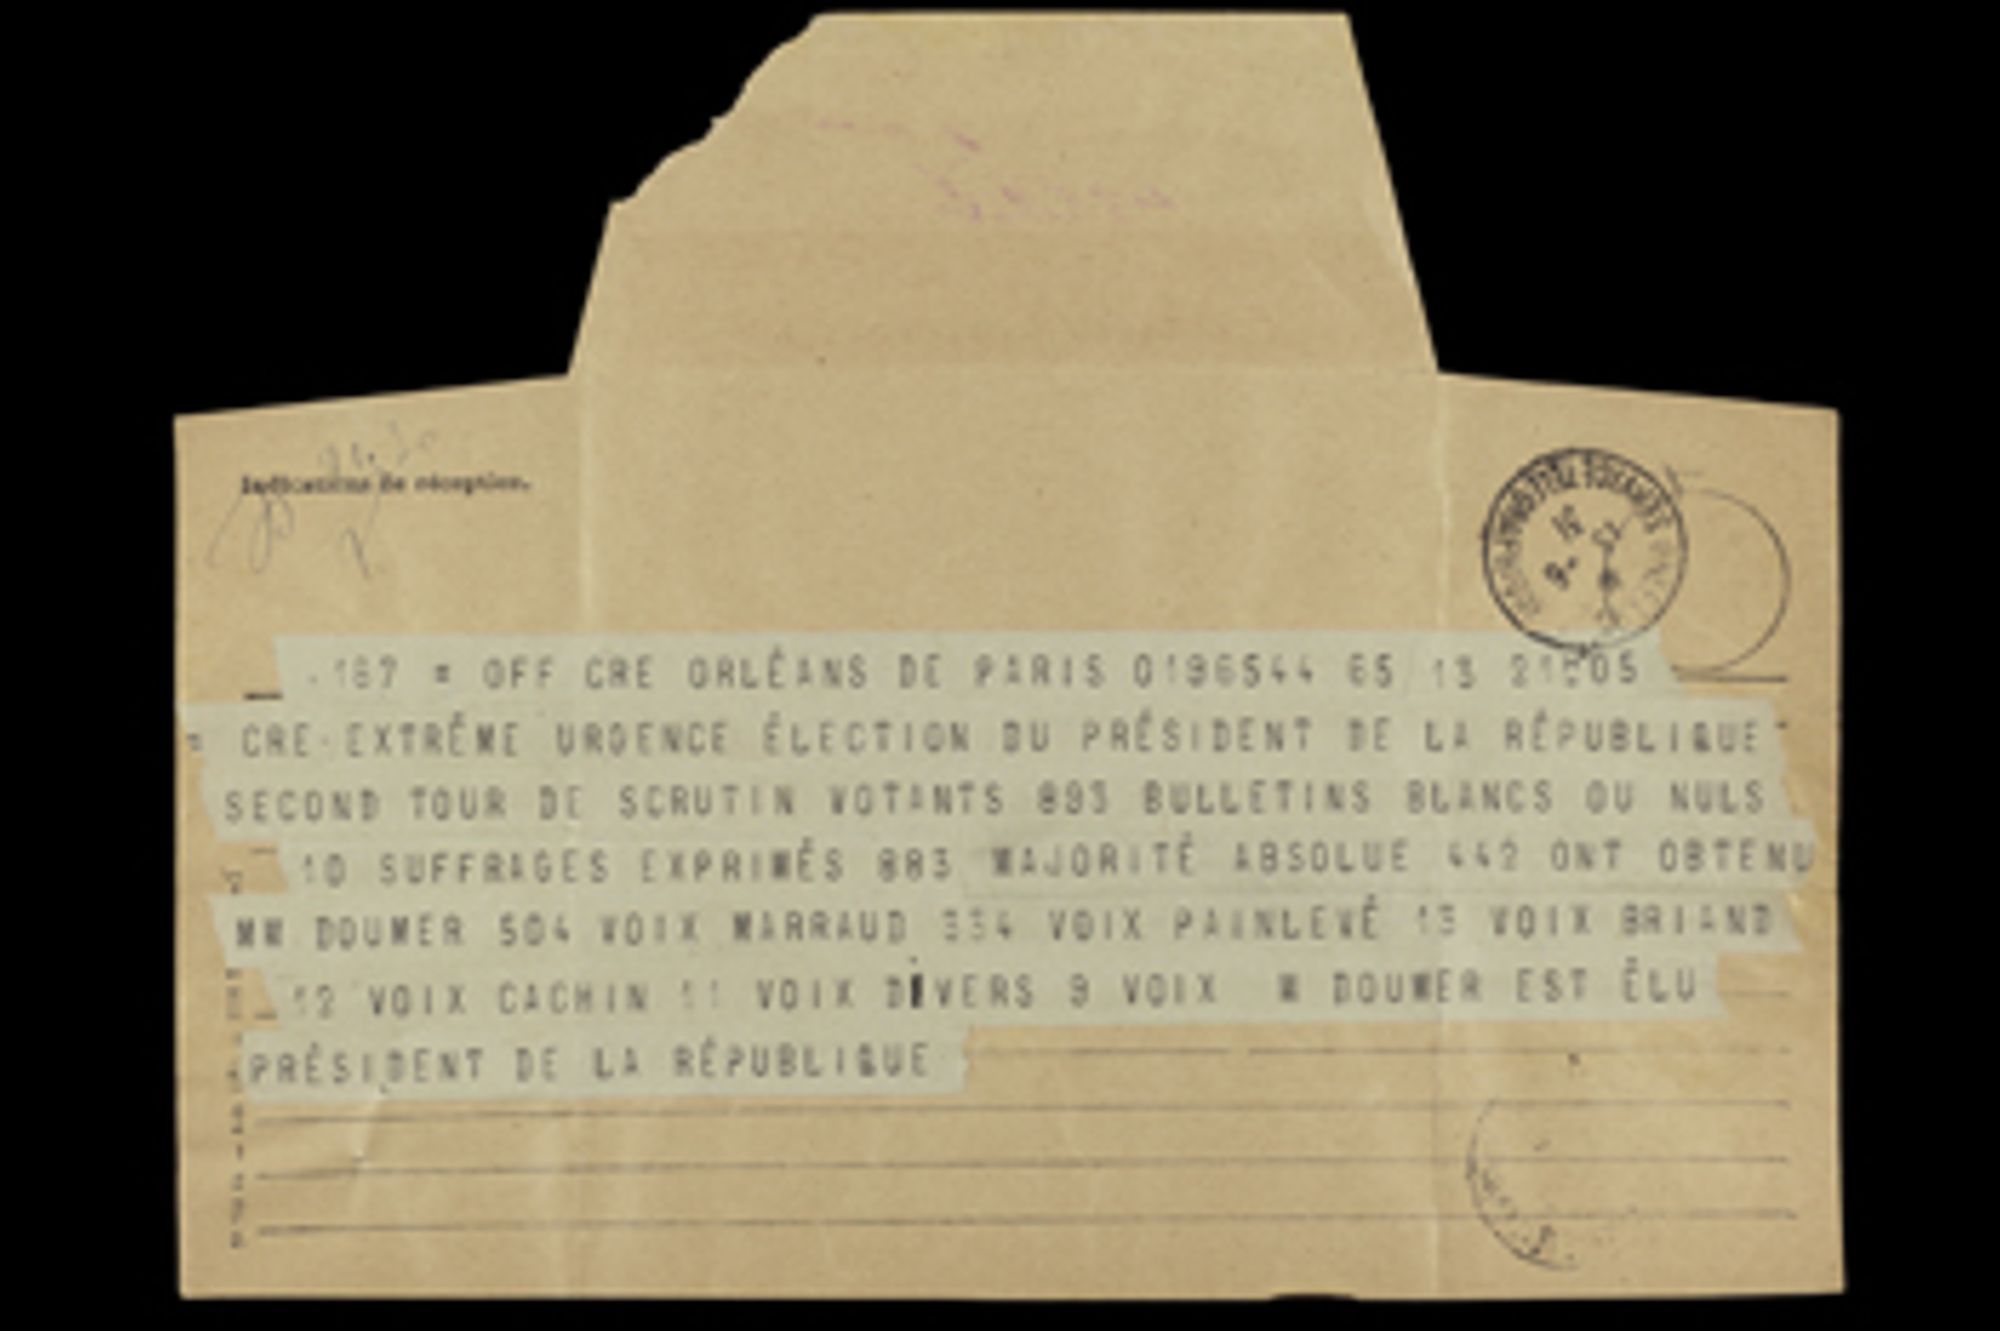 Indications de réception.
167 = OFF CRE ORLÉANS DE PARIS 0196544 65 13 21H05
= CRE EXTRÊME URGENCE ÉLECTION DU PRÉSIDENT DE LA RÉPUBLIQUE
SECOND TOUR DE SCRUTIN VOTANTS 893 BULLETINS BLANCS OU NULS
10 SUFFRAGES EXPRIMÉS 883 MAJORITÉ ABSOLUE 442 ONT OBTENU
MM DOUMER 504 VOIX MARRAUD 334 VOIX PAINLEVÉ 13 VOIX BRIAND
12 VOIX CACHIN 11 VOIX DIVERS 9 VOIX M DOUMER EST ÉLU
PRÉSIDENT DE LA RÉPUBLIQUE